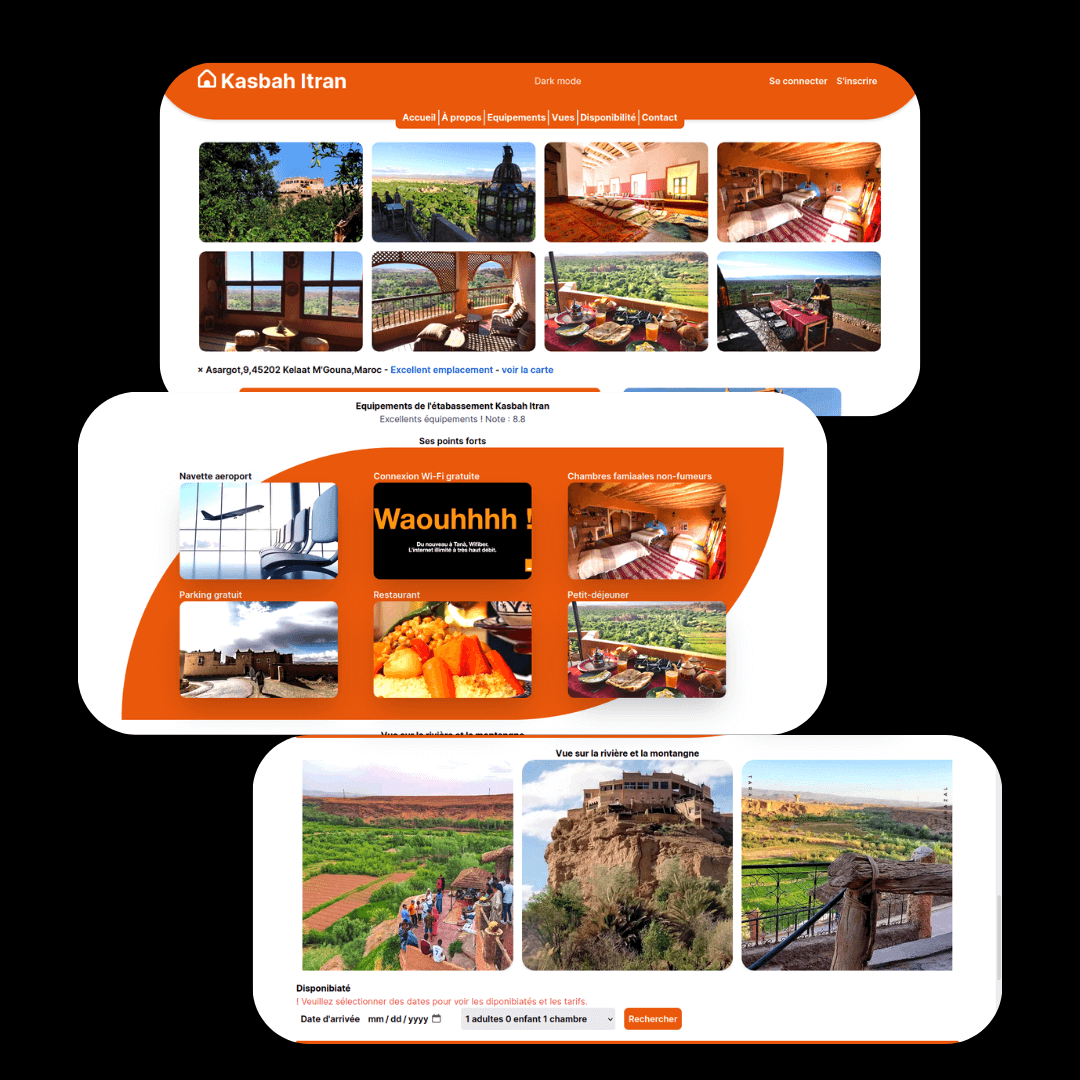 Kasbah Itran
Dark mode
Se connecter S'inscrire
Accueil À propos Equipements Vues Disponibilité Contact
× Asargot,9,45202 Kelaat M'Gouna,Maroc - Excellent emplacement - voir la carte
Equipements de l'étabassement Kasbah Itran
Excellents équipements ! Note : 8.8
Ses points forts
Navette aeroport
Connexion Wi-Fi gratuite
Chambres famiaales non-fumeurs
Waouhhhh !
Du nouveau à Tanà, Wifiber.
L'internet illimité à très haut débit.
Parking gratuit
Restaurant
Petit-déjeuner
Vue sur la rivière et la montangne
Vue sur la rivière et la montangne
Disponibiaté
! Veuillez sélectionner des dates pour voir les diponibiatés et les tarifs.
Date d'arrivée mm/dd/yyyy 1 adultes 0 enfant 1 chambre Rechercher